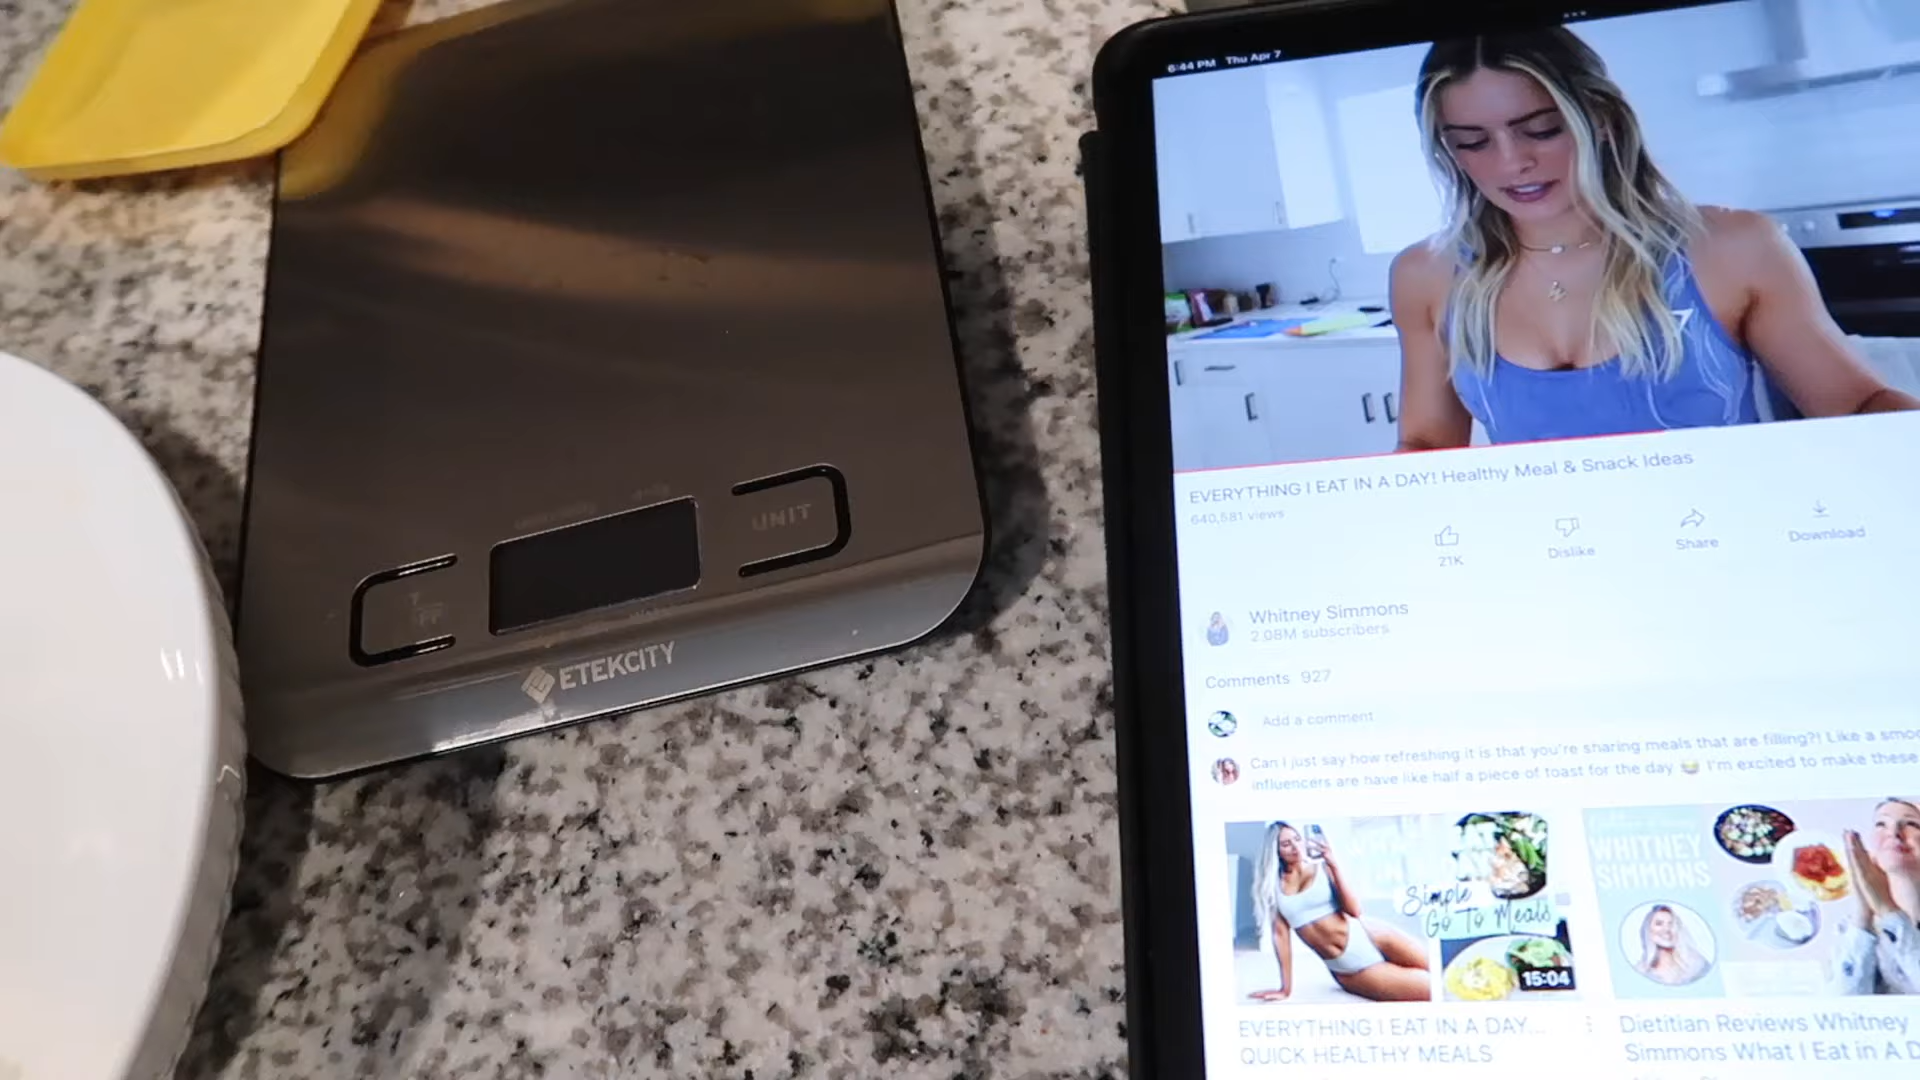 6:44 PM Thu Apr 7
UNIT
ETEKCITY
EVERYTHING I EAT IN A DAY! Healthy Meal & Snack Ideas
640,581 views
21K
Dislike
Share
Download
Whitney Simmons
2.08M subscribers
Comments 927
Add a comment
Can I just say how refreshing it is that you're sharing meals that are filling?! Like a smoo
influencers are have like half a piece of toast for the day 😂 I'm excited to make these
Simple
Go To Meals
15:04
WHITNEY
SIMMONS
EVERYTHING I EAT IN A DAY...
QUICK HEALTHY MEALS
Dietitian Reviews Whitney
Simmons What I Eat in A D